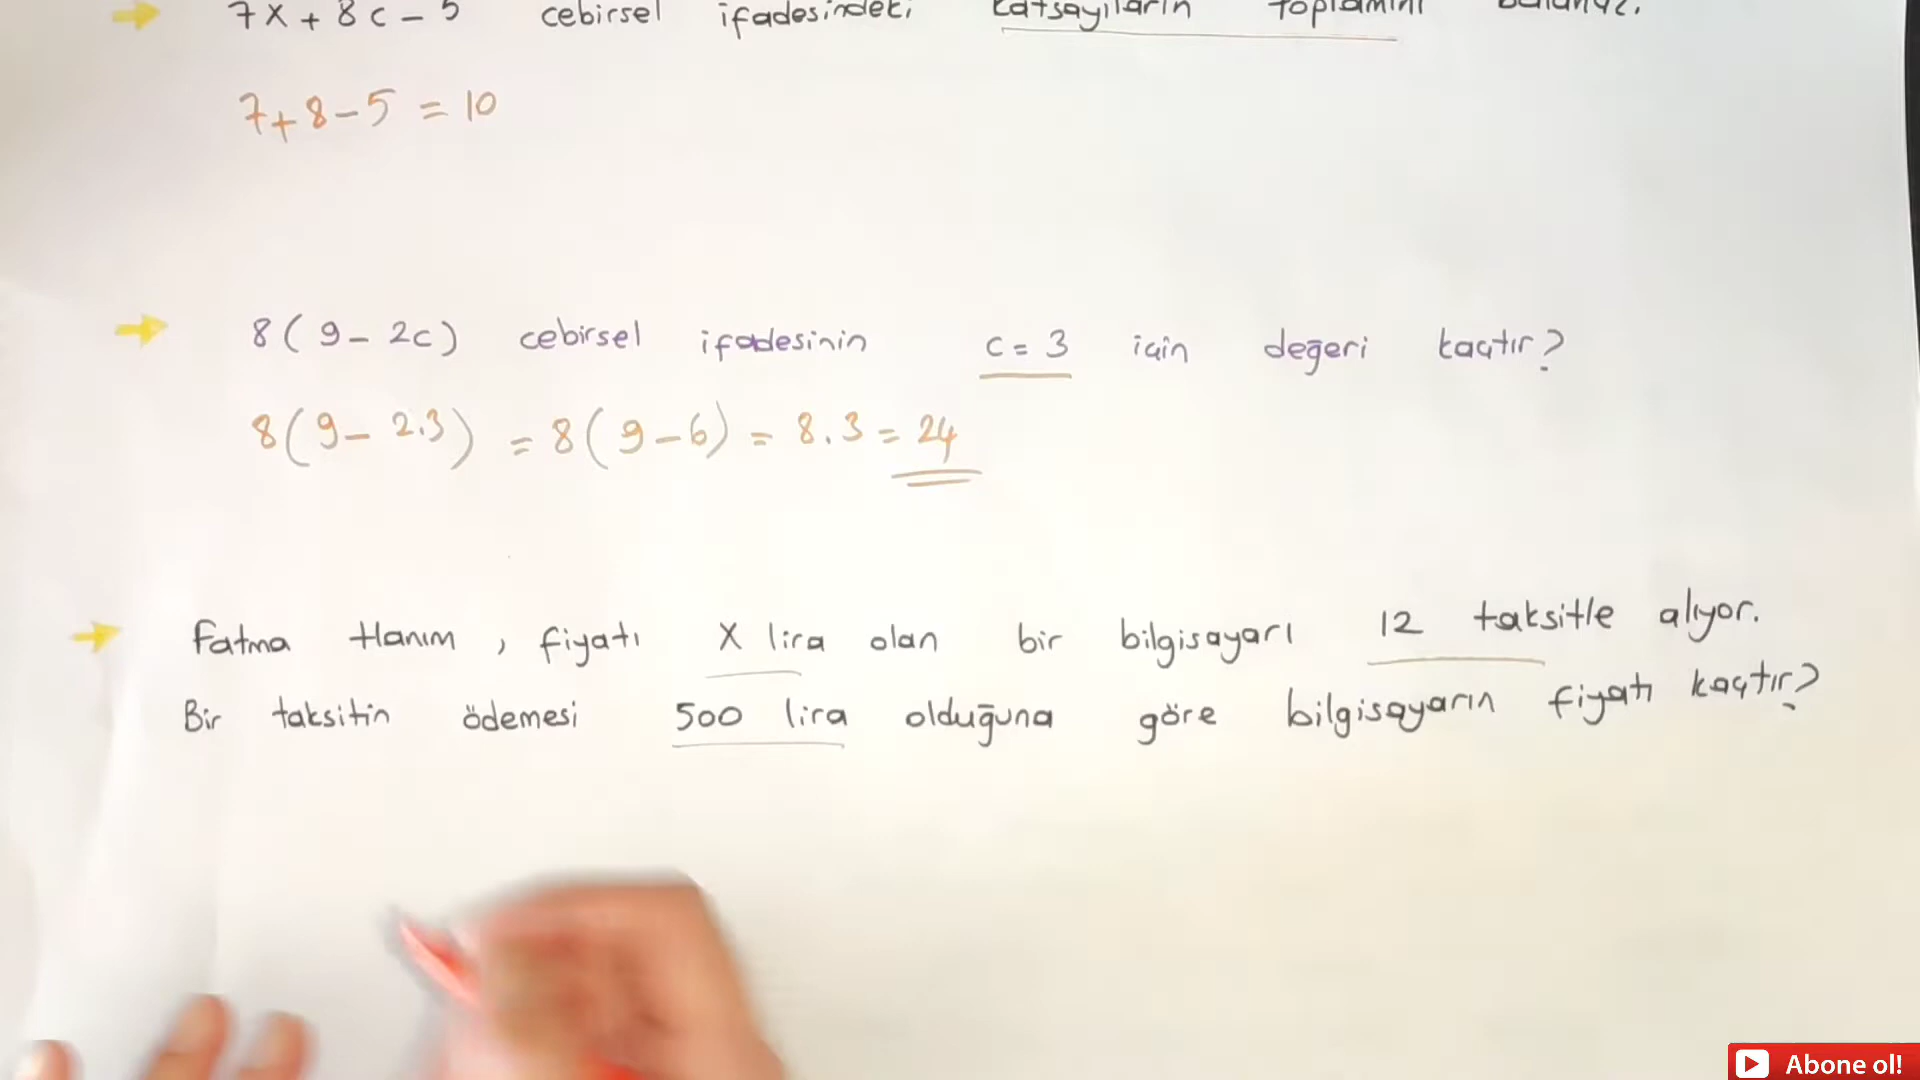 7x + 8c - 5 cebirsel ifadesindeki katsayıların toplamını bulunuz.
7+8-5 = 10
8(9-2c) cebirsel ifadesinin c = 3 için değeri kaçtır?
8(9-2.3) = 8(9-6) = 8.3 = 24
Fatma Hanım, fiyatı x lira olan bir bilgisayarı 12 taksitle alıyor.
Bir taksitin ödemesi 500 lira olduğuna göre bilgisayarın fiyatı kaçtır?
Abone ol!